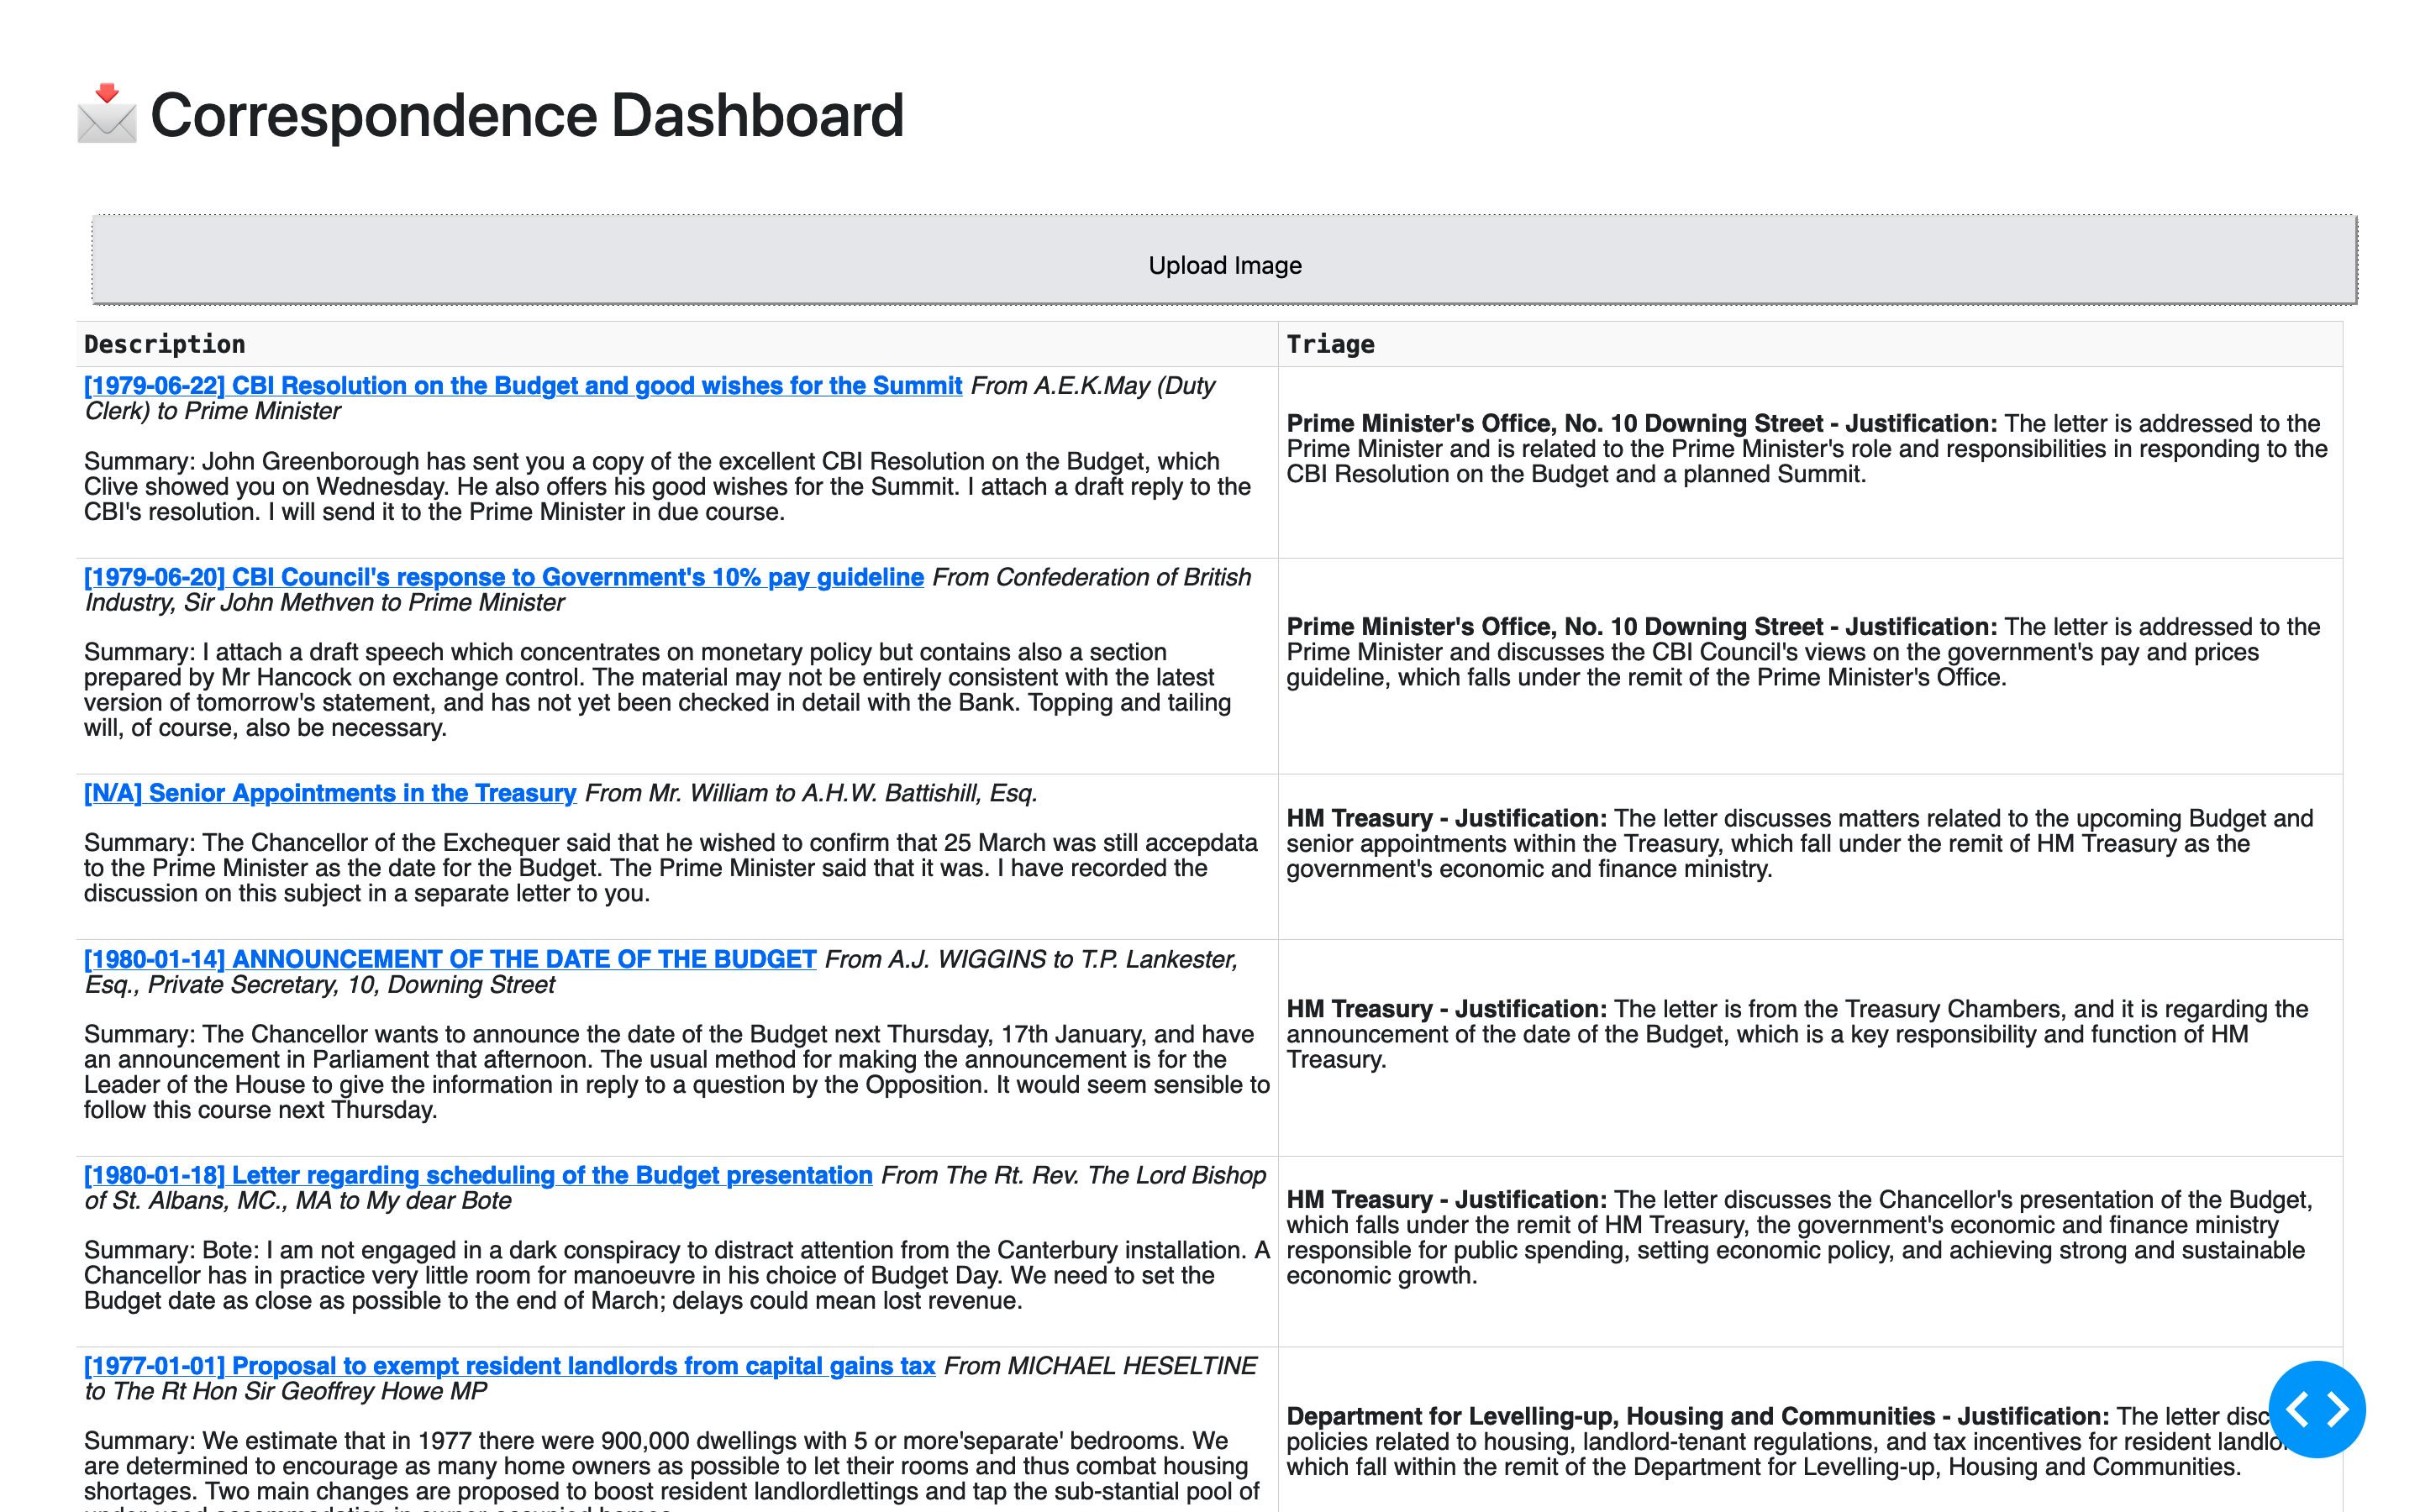 📩 Correspondence Dashboard
Upload Image
Description
Triage
[1979-06-22] CBI Resolution on the Budget and good wishes for the Summit From A.E.K.May (Duty
Clerk) to Prime Minister
Summary: John Greenborough has sent you a copy of the excellent CBI Resolution on the Budget, which
Clive showed you on Wednesday. He also offers his good wishes for the Summit. I attach a draft reply to the
CBI's resolution. I will send it to the Prime Minister in due course.
Prime Minister's Office, No. 10 Downing Street - Justification: The letter is addressed to the
Prime Minister and is related to the Prime Minister's role and responsibilities in responding to the
CBI Resolution on the Budget and a planned Summit.
[1979-06-20] CBI Council's response to Government's 10% pay guideline From Confederation of British
Industry, Sir John Methven to Prime Minister
Summary: I attach a draft speech which concentrates on monetary policy but contains also a section
prepared by Mr Hancock on exchange control. The material may not be entirely consistent with the latest
version of tomorrow's statement, and has not yet been checked in detail with the Bank. Topping and tailing
will, of course, also be necessary.
Prime Minister's Office, No. 10 Downing Street - Justification: The letter is addressed to the
Prime Minister and discusses the CBI Council's views on the government's pay and prices
guideline, which falls under the remit of the Prime Minister's Office.
[N/A] Senior Appointments in the Treasury From Mr. William to A.H.W. Battishill, Esq.
Summary: The Chancellor of the Exchequer said that he wished to confirm that 25 March was still accepdata
to the Prime Minister as the date for the Budget. The Prime Minister said that it was. I have recorded the
discussion on this subject in a separate letter to you.
HM Treasury - Justification: The letter discusses matters related to the upcoming Budget and
senior appointments within the Treasury, which fall under the remit of HM Treasury as the
government's economic and finance ministry.
[1980-01-14] ANNOUNCEMENT OF THE DATE OF THE BUDGET From A.J. WIGGINS to T.P. Lankester,
Esq., Private Secretary, 10, Downing Street
Summary: The Chancellor wants to announce the date of the Budget next Thursday, 17th January, and have
an announcement in Parliament that afternoon. The usual method for making the announcement is for the
Leader of the House to give the information in reply to a question by the Opposition. It would seem sensible to
follow this course next Thursday.
HM Treasury - Justification: The letter is from the Treasury Chambers, and it is regarding the
announcement of the date of the Budget, which is a key responsibility and function of HM
Treasury.
[1980-01-18] Letter regarding scheduling of the Budget presentation From The Rt. Rev. The Lord Bishop
of St. Albans, MC., MA to My dear Bote
Summary: Bote: I am not engaged in a dark conspiracy to distract attention from the Canterbury installation. A
Chancellor has in practice very little room for manoeuvre in his choice of Budget Day. We need to set the
Budget date as close as possible to the end of March; delays could mean lost revenue.
HM Treasury - Justification: The letter discusses the Chancellor's presentation of the Budget,
which falls under the remit of HM Treasury, the government's economic and finance ministry
responsible for public spending, setting economic policy, and achieving strong and sustainable
economic growth.
[1977-01-01] Proposal to exempt resident landlords from capital gains tax From MICHAEL HESELTINE
to The Rt Hon Sir Geoffrey Howe MP
Summary: We estimate that in 1977 there were 900,000 dwellings with 5 or more'separate' bedrooms. We
are determined to encourage as many home owners as possible to let their rooms and thus combat housing
shortages. Two main changes are proposed to boost resident landlordlettings and tap the sub-stantial pool of
Department for Levelling-up, Housing and Communities - Justification: The letter disc
policies related to housing, landlord-tenant regulations, and tax incentives for resident landlo
which fall within the remit of the Department for Levelling-up, Housing and Communities.